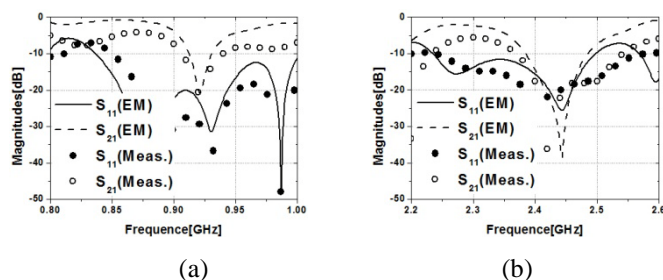 0
-10
-20
-30
-40
-50
Magnitudes[dB]
S11(EM)
S21(EM)
S11(Meas.)
S21(Meas.)
0.80 0.85 0.90 0.95 1.00
Frequence[GHz]
(a)
0
-10
-20
-30
-40
-50
Magnitudes[dB]
S11(EM)
S21(EM)
S11(Meas.)
S21(Meas.)
2.2 2.3 2.4 2.5 2.6
Frequence[GHz]
(b)